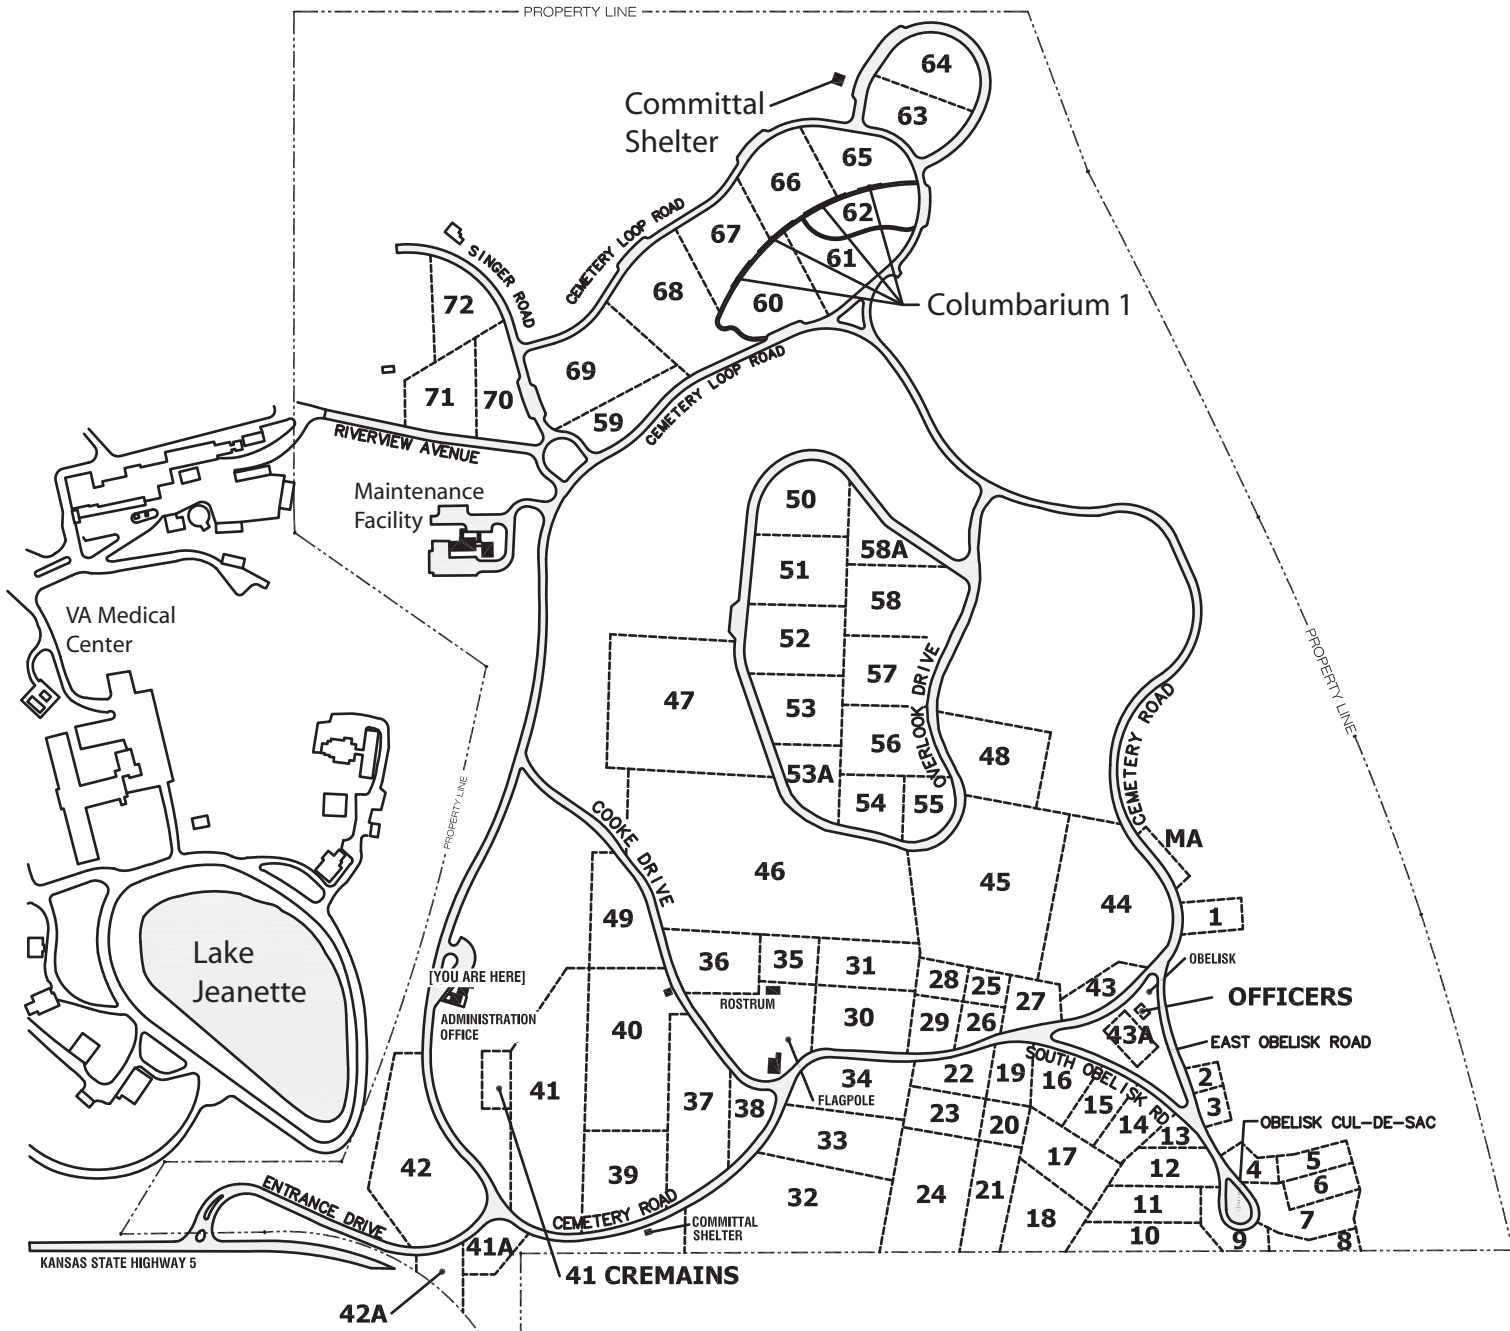 PROPERTY LINE
64
Committal
Shelter
63
65
66
62
67
61
CEMETERY LOOP ROAD
SINGER ROAD
68
60
Columbarium 1
72
69
CEMETERY LOOP ROAD
71
70
59
RIVERVIEW AVENUE
Maintenance
Facility
50
58A
51
58
VA Medical
Center
52
PROPERTY LINE
57
OVERLOOK DRIVE
47
53
56
48
CEMETERY ROAD
53A
54
55
PROPERTY LINE
COOKE DRIVE
MA
46
45
44
49
1
36
35
31
Lake
Jeanette
[YOU ARE HERE]
28
25
27
43
OBELISK
ROSTRUM
OFFICERS
ADMINISTRATION
OFFICE
40
30
29
26
43A
EAST OBELISK ROAD
SOUTH OBELISK RD
41
34
22
19
16
2
FLAGPOLE
37
38
23
20
15
14
13
3
33
OBELISK CUL-DE-SAC
42
39
17
12
4
5
6
32
24
21
18
11
10
7
9
8
ENTRANCE DRIVE
CEMETERY ROAD
COMMITTAL
SHELTER
41A
KANSAS STATE HIGHWAY 5
41 CREMAINS
42A